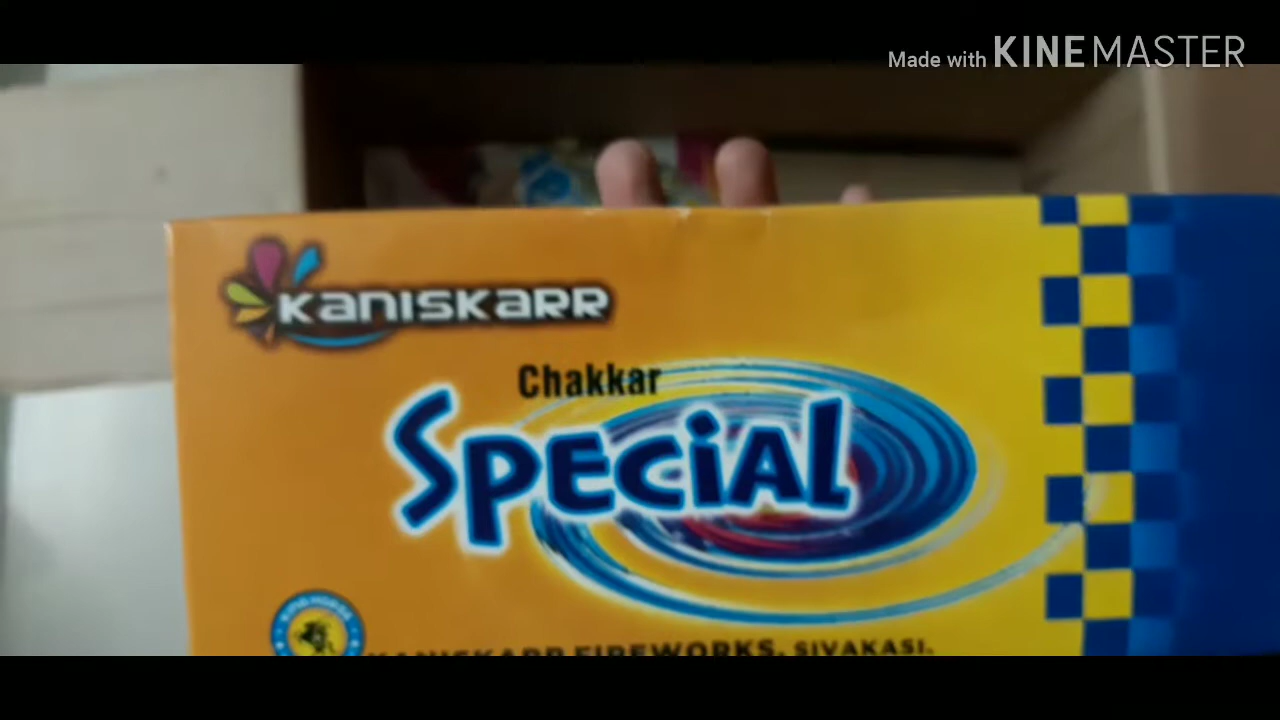 Made with KINEMASTER
KANISKARR
Chakkar
SPECiAL
KANISKARR FIREWORKS, SIVAKASI.